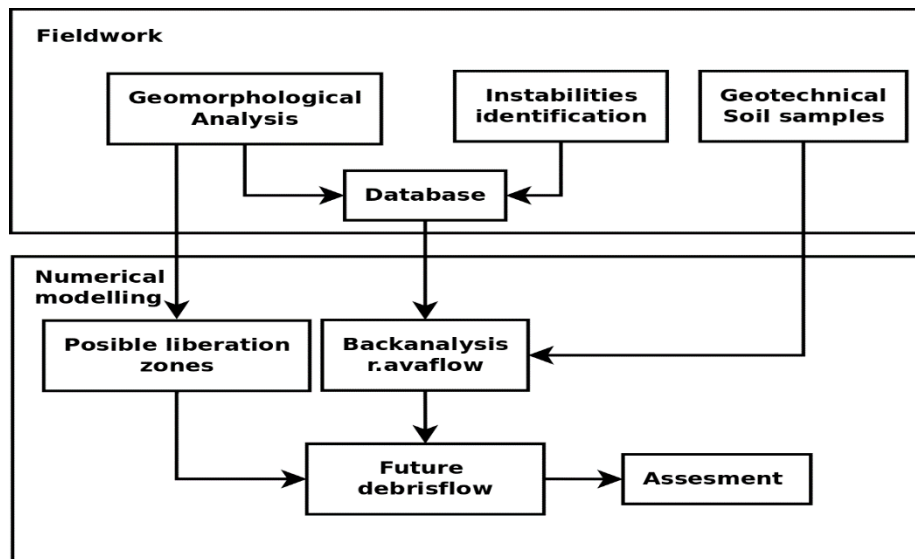 Fieldwork
Geomorphological
Analysis
Instabilities
identification
Geotechnical
Soil samples
Database
Numerical
modelling
Posible liberation
zones
Backanalysis
r.avaflow
Future
debrisflow
Assesment